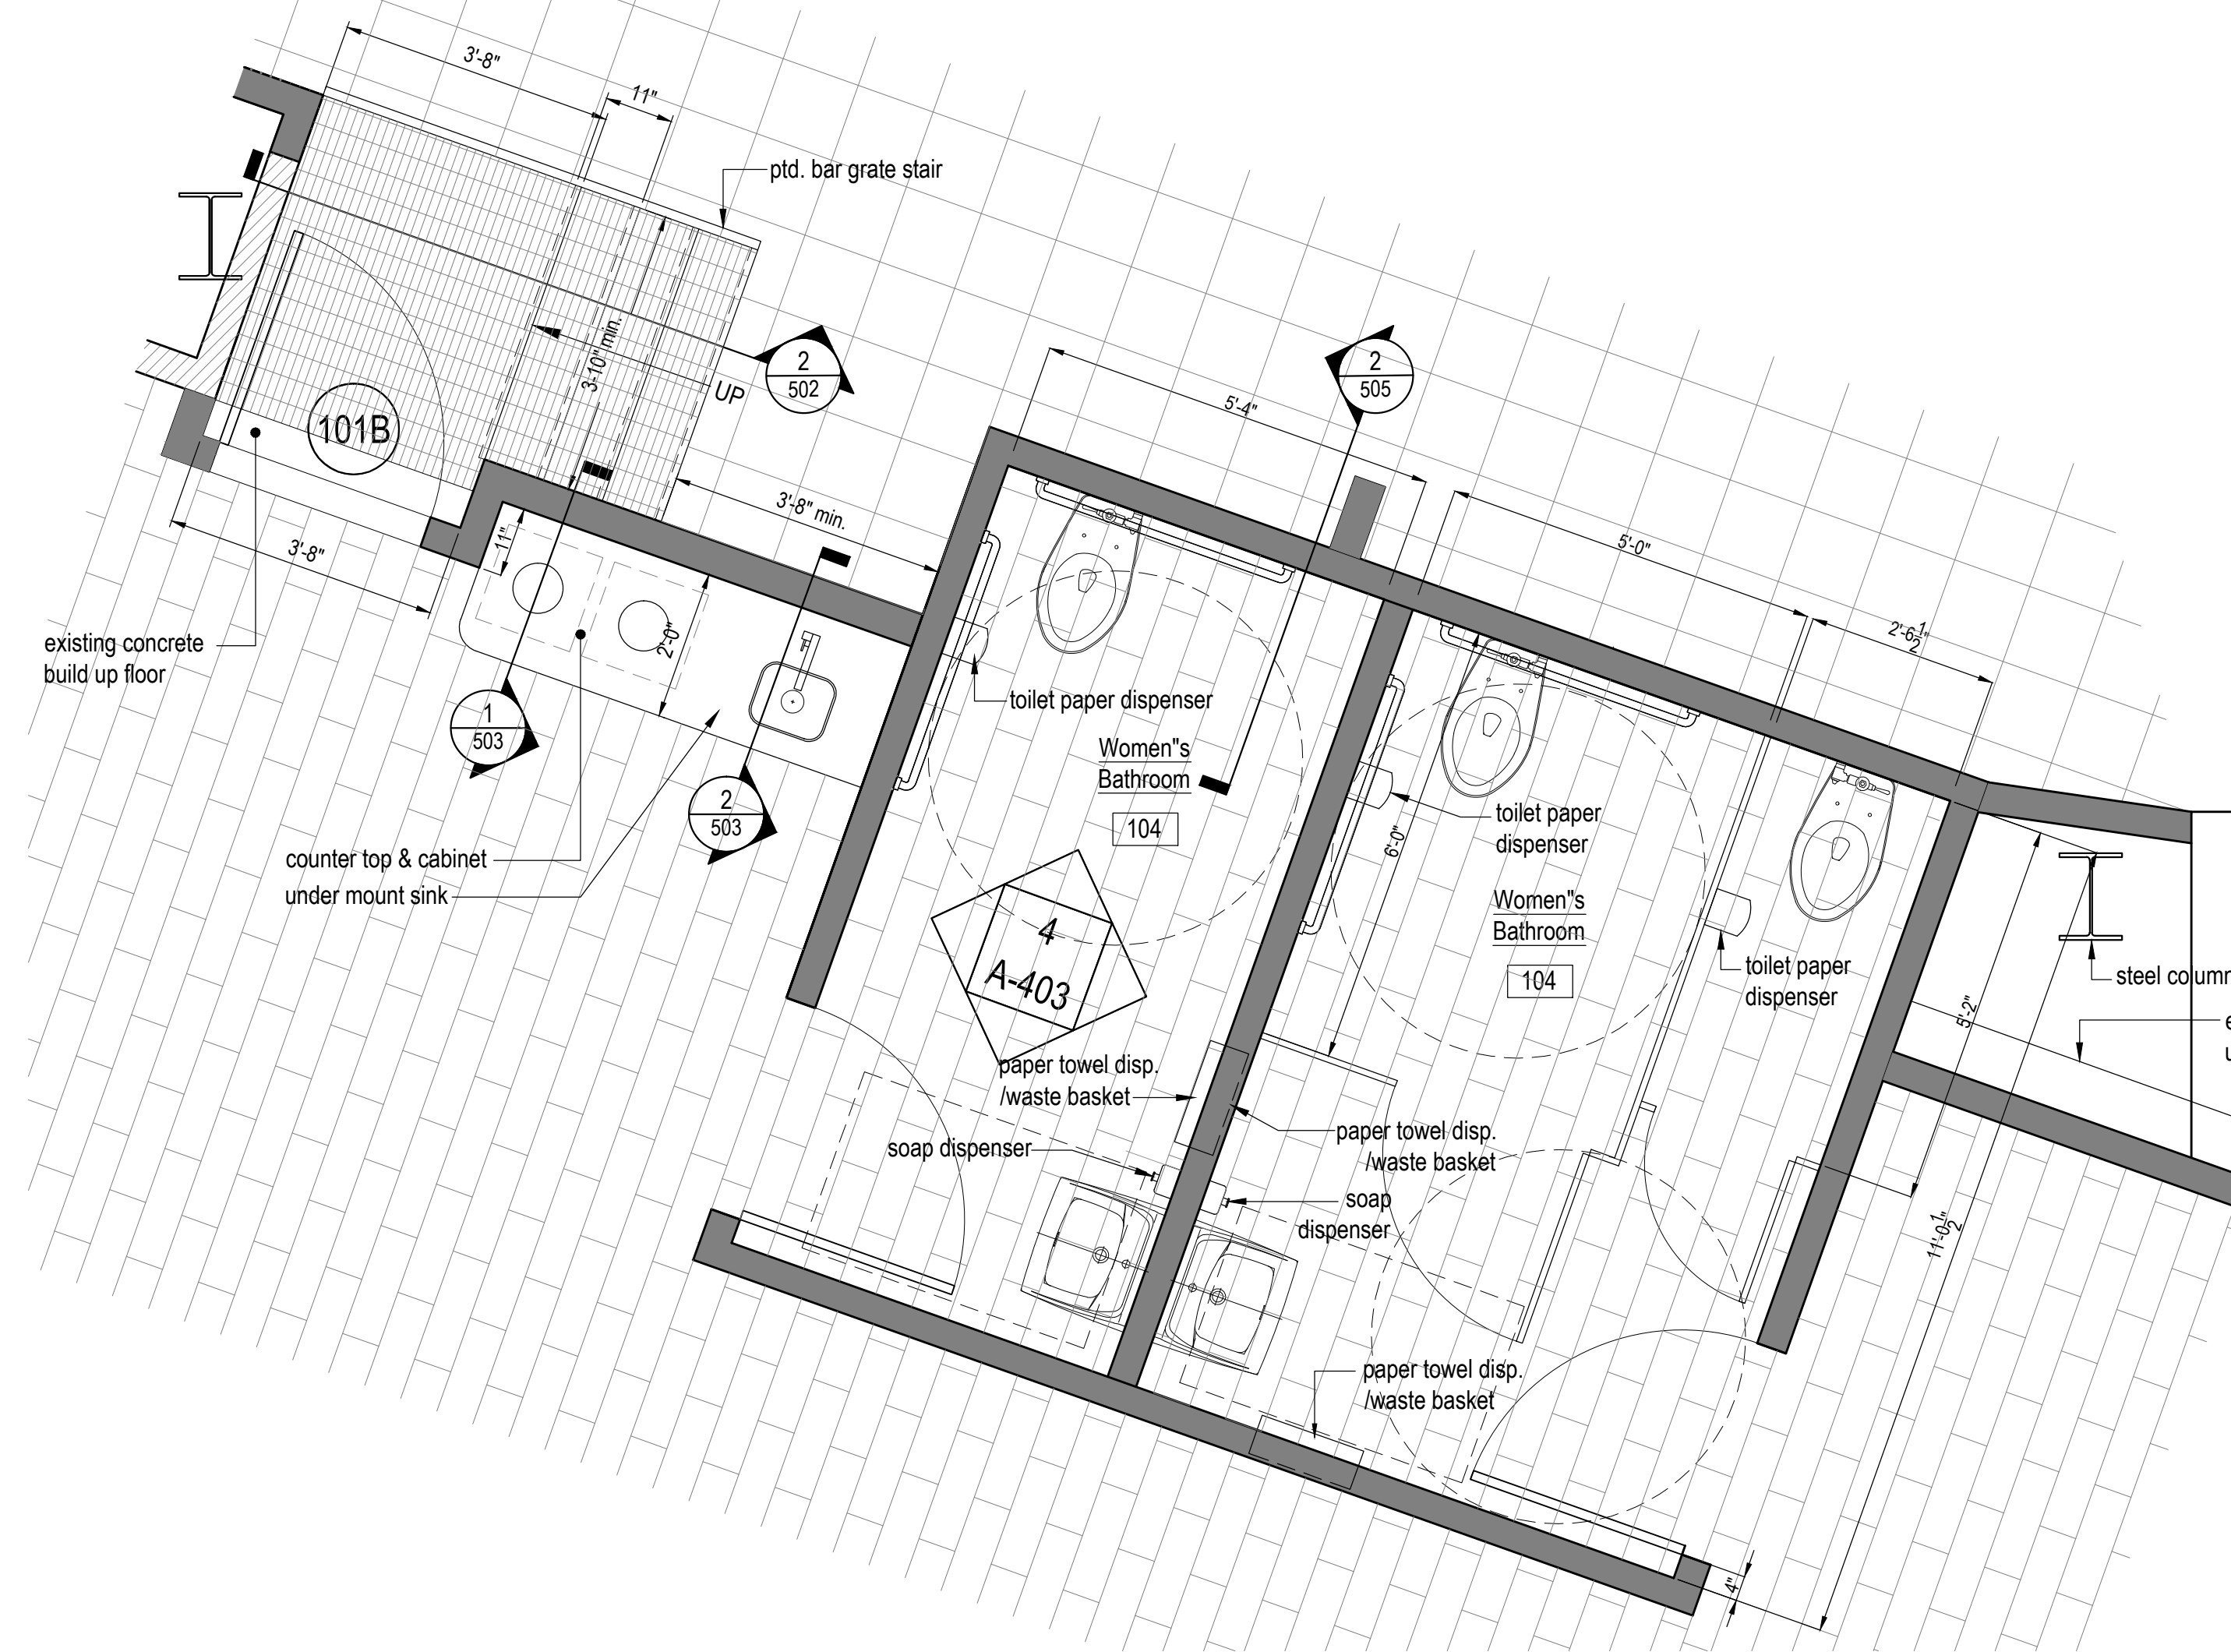 3'-8"
11"
ptd. bar grate stair
3'-10" min.
UP
2
502
101B
2
505
5'-4"
3'-8" min.
3'-8"
11"
5'-0"
2'-6 1/2"
existing concrete
build up floor
2'-0"
toilet paper dispenser
1
503
Women"s
Bathroom
104
2
503
toilet paper
dispenser
6'-0"
counter top & cabinet
under mount sink
Women"s
Bathroom
104
4
A-403
toilet paper
dispenser
steel column
5'-2"
e
u
paper towel disp.
/waste basket
paper towel disp.
/waste basket
soap dispenser
soap
dispenser
11'-0 1/2"
paper towel disp.
/waste basket
4"